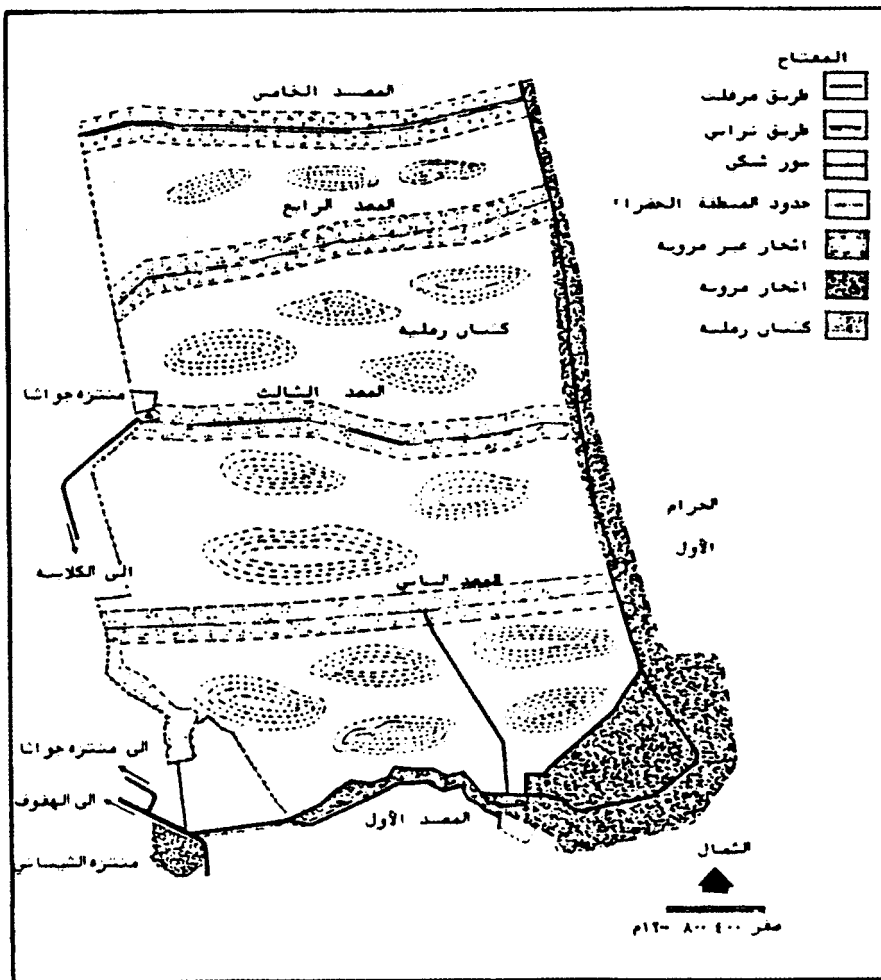 المفتاح
طريق مزفلت
طريق ترابي
سور شبكي
حدود المنطقة الخضراء
اشجار غير مروية
اشجار مروية
كثبان رملية
المصد الخامس
المصد الرابع
كثبان رملية
المصد الثالث
منتزه جواثا
الحزام
الأول
الى الكلابية
المصد الثاني
الى منتزه جواثا
الى الهفوف
منتزه الشيباني
المصد الأول
الشمال
صفر ٤٠٠ ٨٠٠ ١٢٠٠م